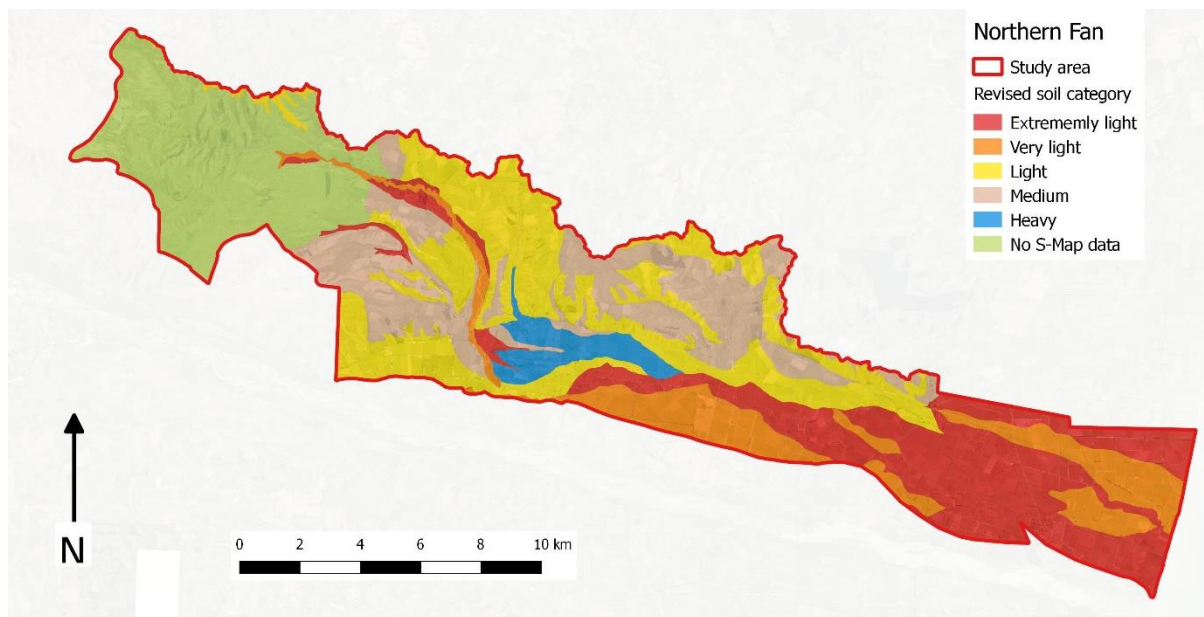 Northern Fan
Study area
Revised soil category
Extrememly light
Very light
Light
Medium
Heavy
No S-Map data
N
0 2 4 6 8 10 km